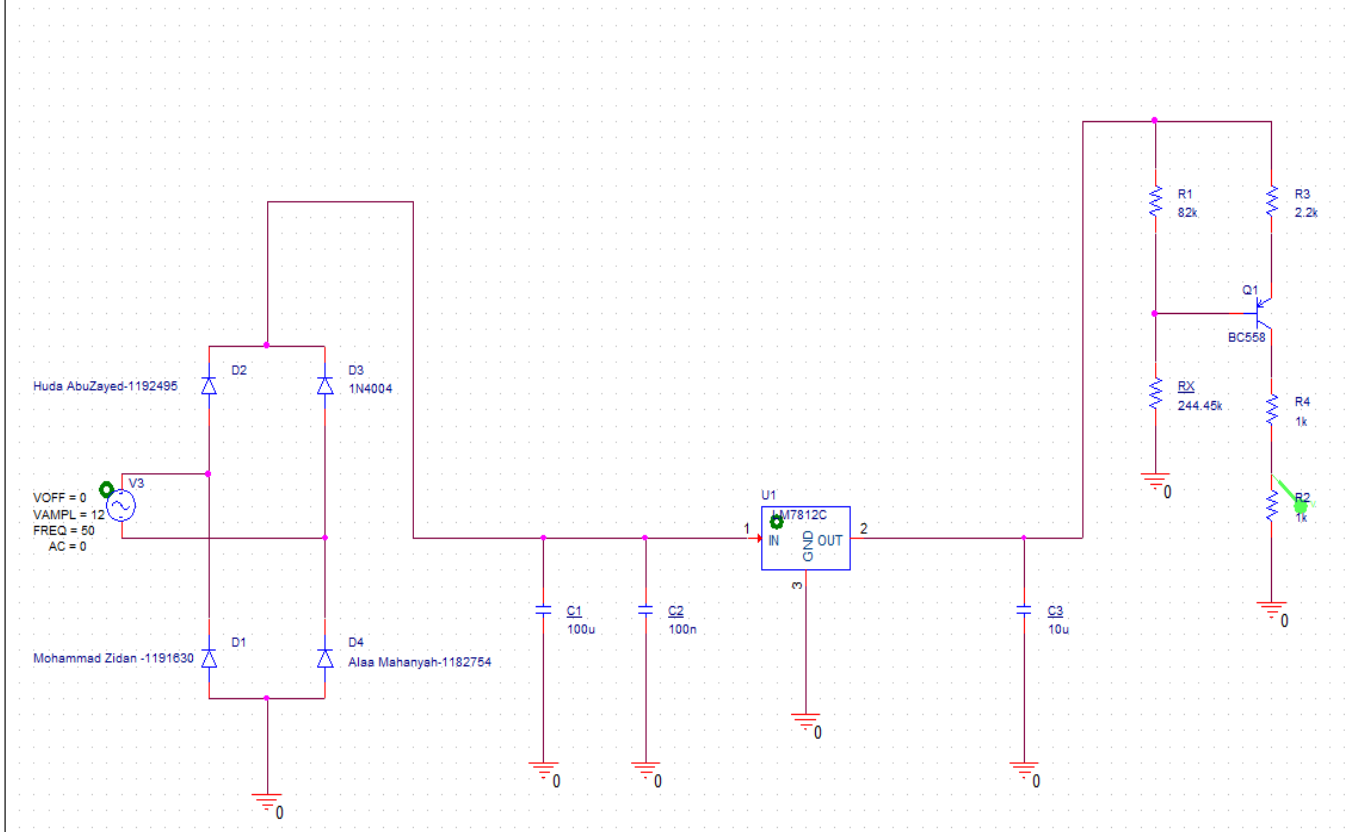 R1
82k
R3
2.2k
Q1
BC558
D2
D3
1N4004
Huda AbuZayed-1192495
RX
244.45k
R4
1k
0
V3
VOFF = 0
VAMPL = 12
FREQ = 50
AC = 0
U1
LM7812C
1
IN
GND
OUT
2
3
R2
1k
0
C1
100u
C2
100n
C3
10u
D1
Mohammad Zidan -1191630
D4
Alaa Mahanyah-1182754
0
0
0
0
0